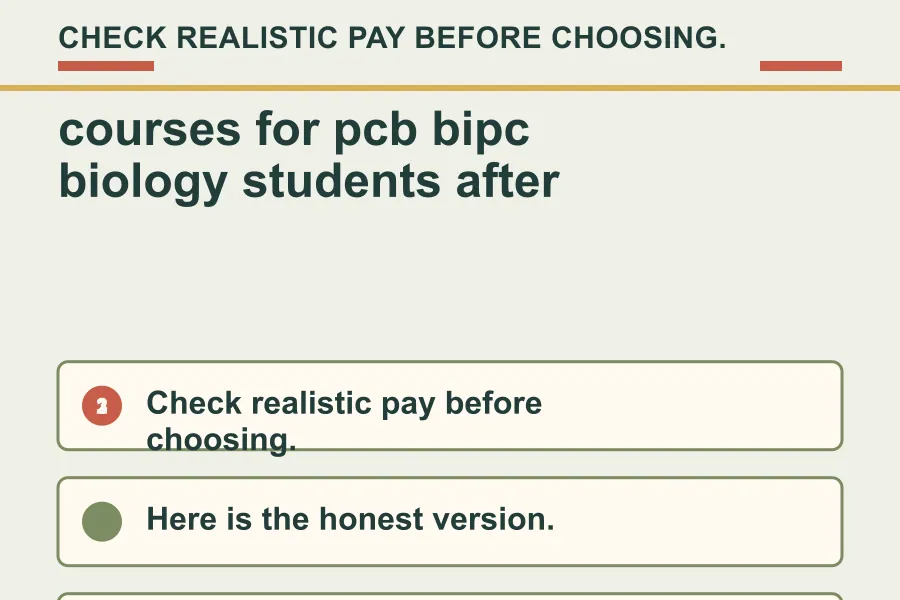 CHECK REALISTIC PAY BEFORE CHOOSING.
courses for pcb bipc
biology students after
Check realistic pay before
choosing.
Here is the honest version.